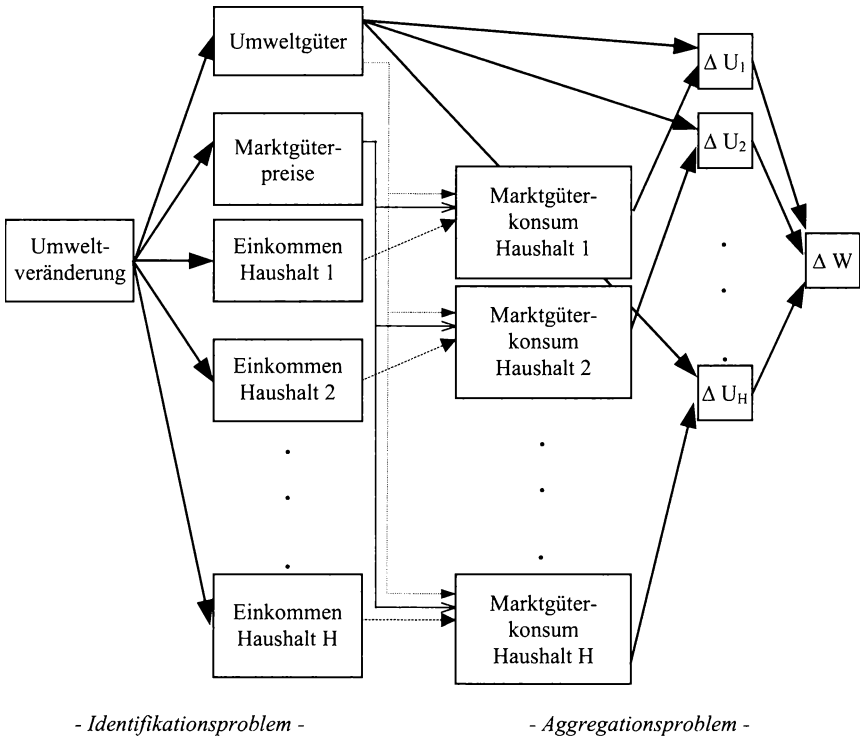 Umweltgüter
Marktgüter-
preise
Umwelt-
veränderung
Einkommen
Haushalt 1
Einkommen
Haushalt 2
Einkommen
Haushalt H
Marktgüter-
konsum
Haushalt 1
Marktgüter-
konsum
Haushalt 2
Marktgüter-
konsum
Haushalt H
Δ U₁
Δ U₂
Δ U_H
Δ W
- Identifikationsproblem -
- Aggregationsproblem -